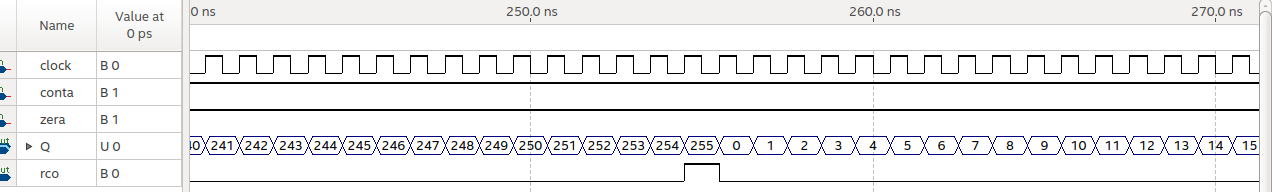 Name Value at 0 ps 0 ns 250.0 ns 260.0 ns 270.0 ns
clock B 0
conta B 1
zera B 1
Q U 0 241 242 243 244 245 246 247 248 249 250 251 252 253 254 255 0 1 2 3 4 5 6 7 8 9 10 11 12 13 14 15
rco B 0